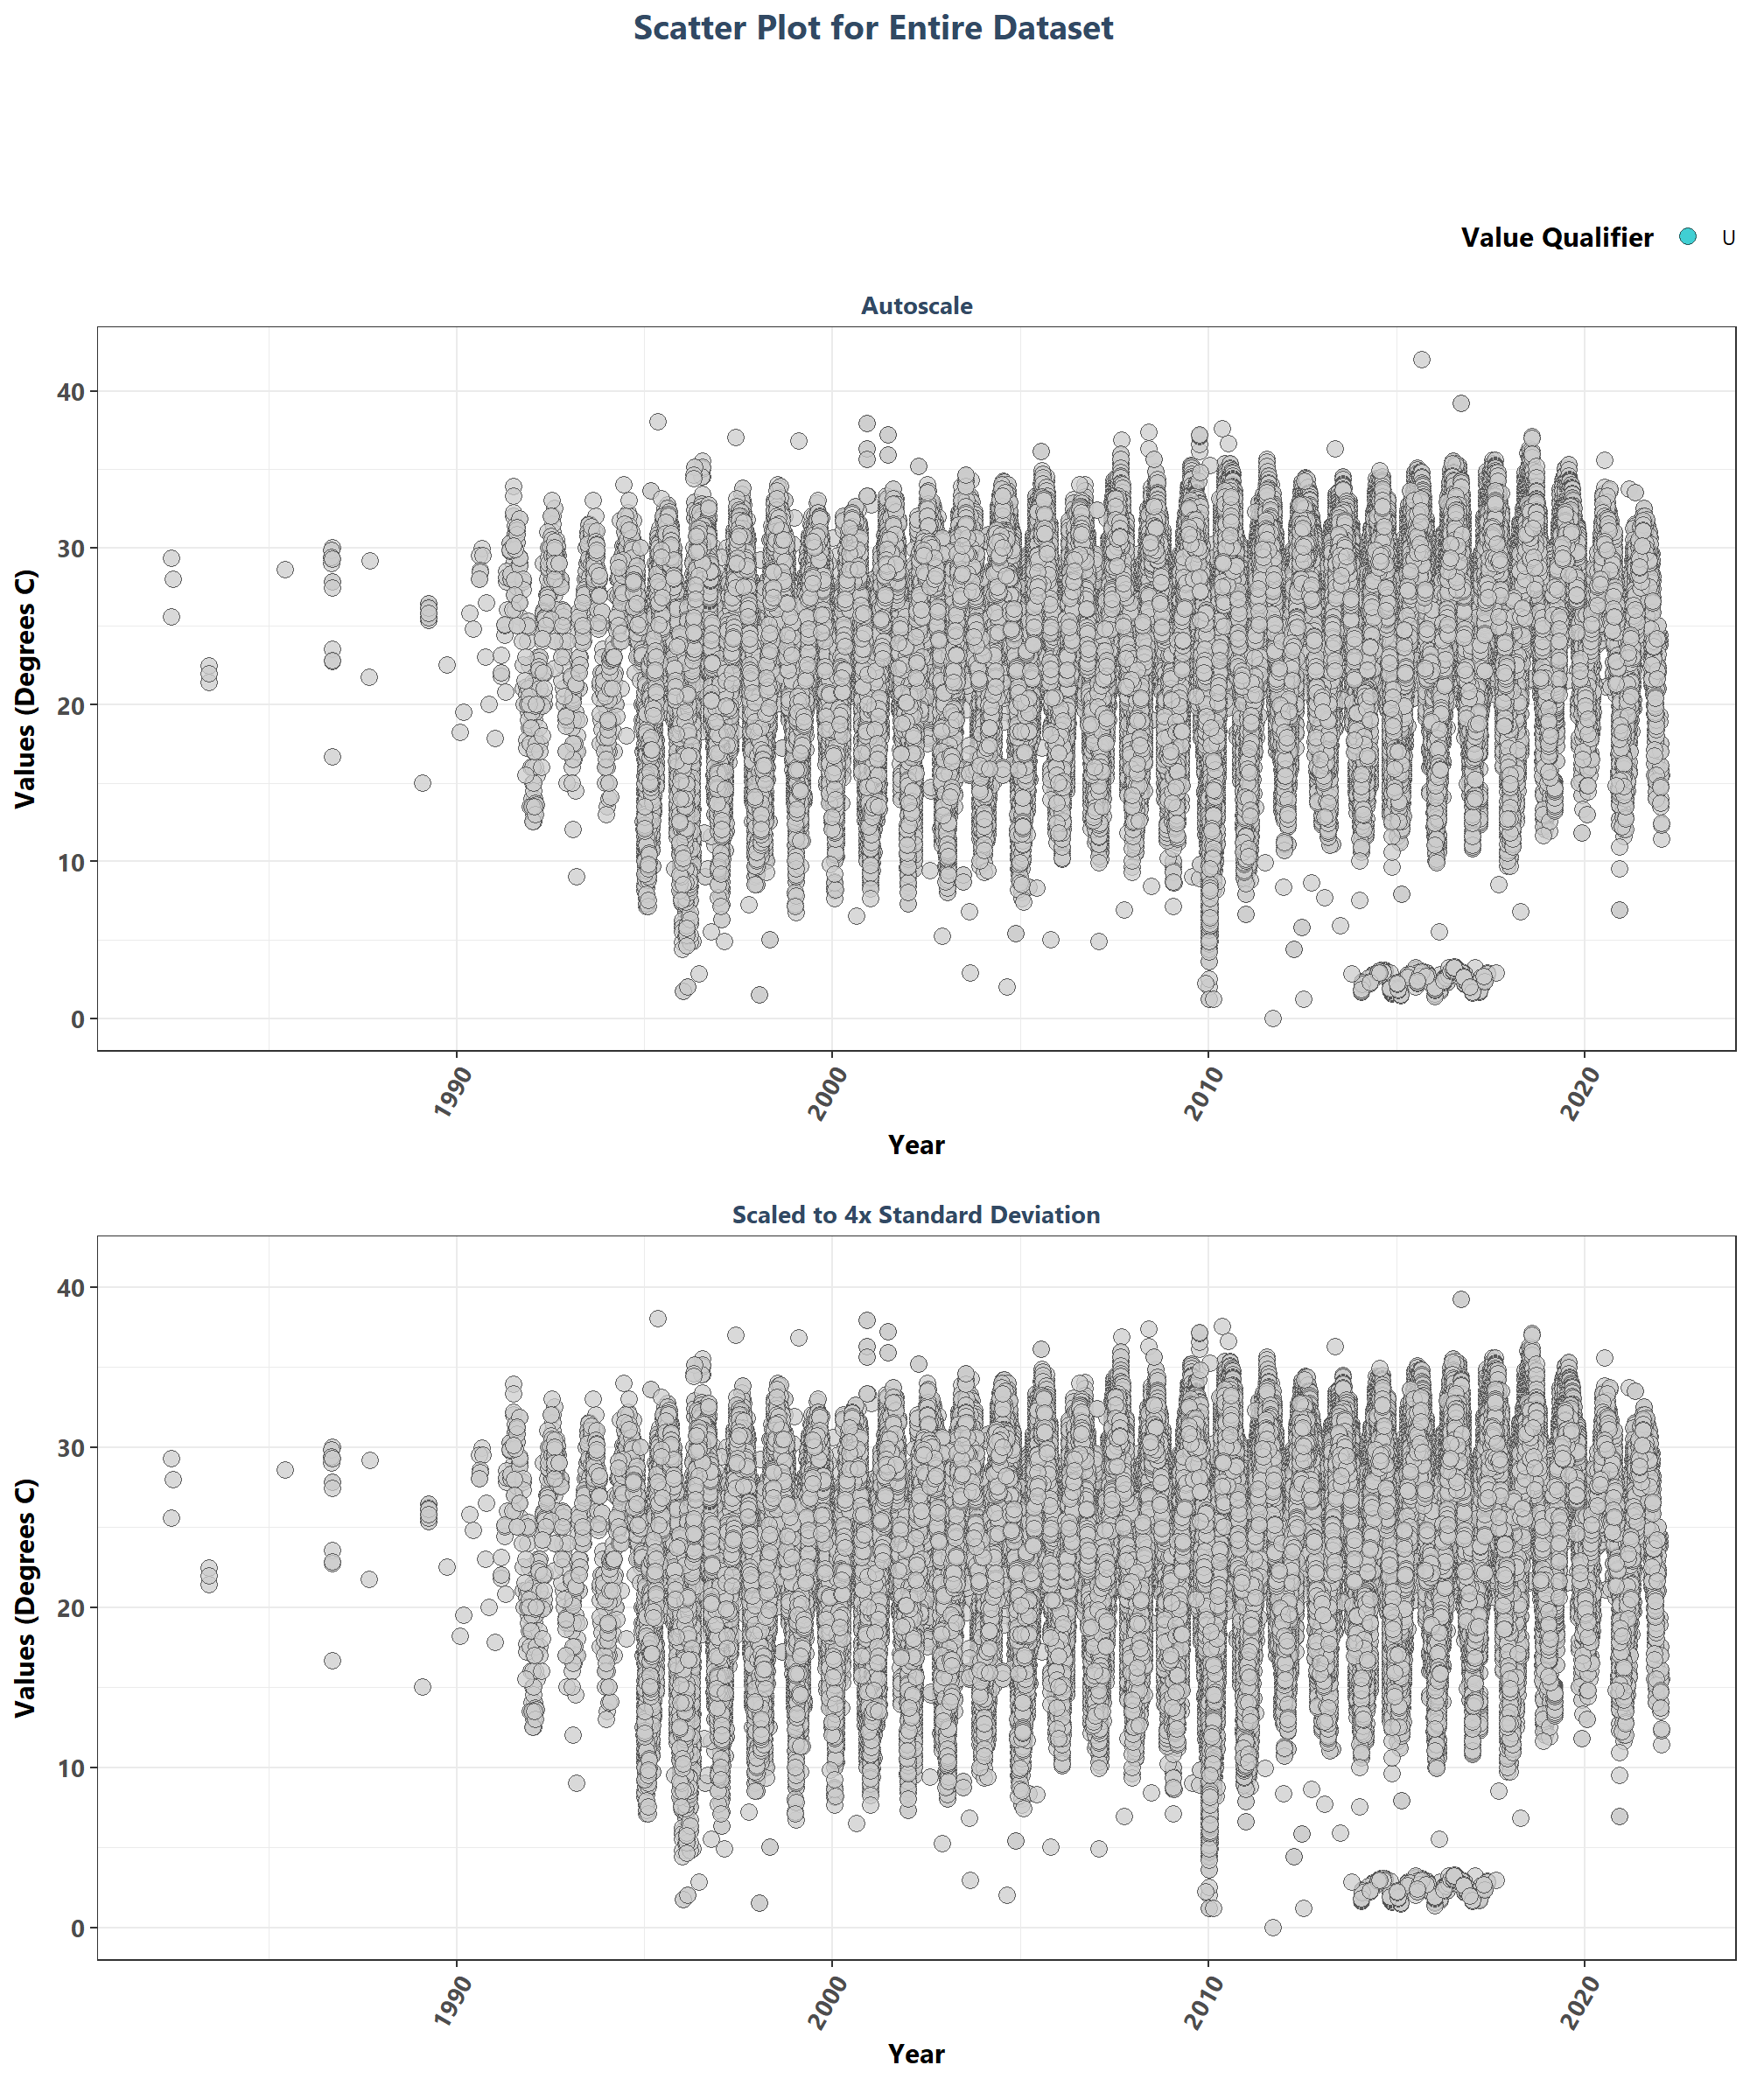 Scatter Plot for Entire Dataset
Value Qualifier U
Autoscale
Values (Degrees C)
40
30
20
10
0
1990 2000 2010 2020
Year
Scaled to 4x Standard Deviation
Values (Degrees C)
40
30
20
10
0
1990 2000 2010 2020
Year